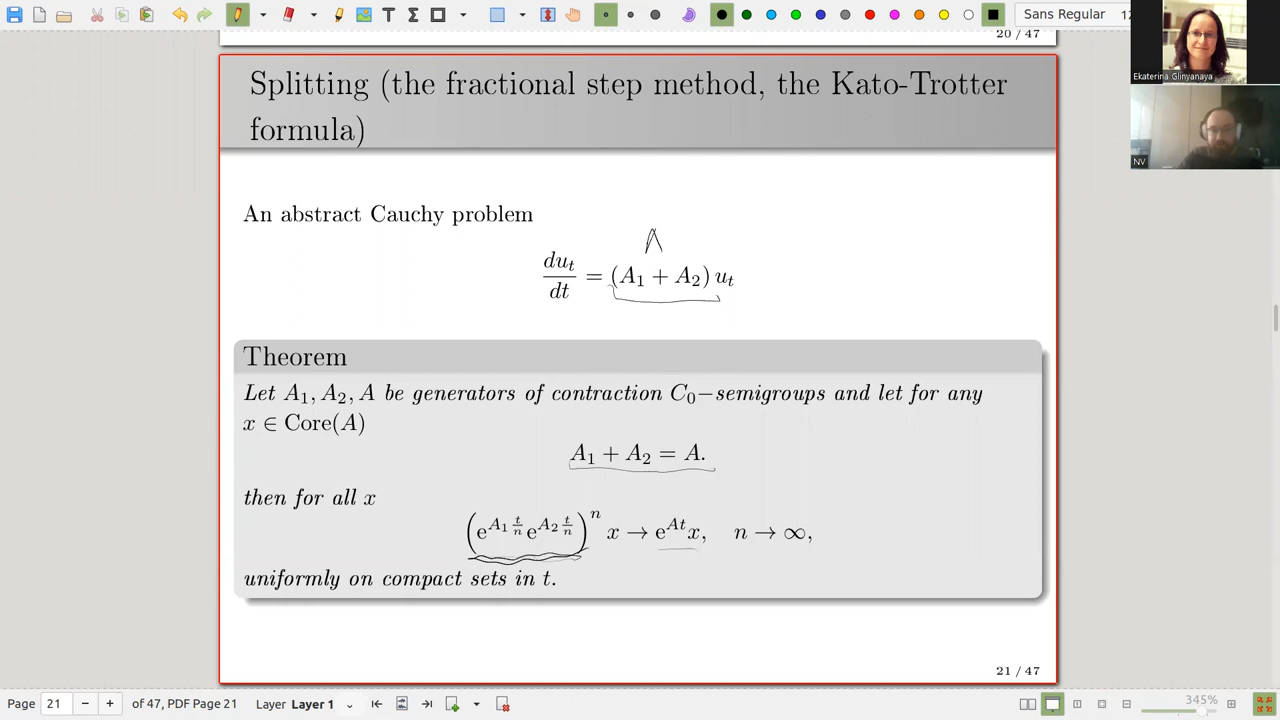 Sans Regular
12
20 / 47
Ekaterina Glinyanaya
NV
Splitting (the fractional step method, the Kato-Trotter
formula)
An abstract Cauchy problem
A
du_t/dt = (A_1 + A_2) u_t
Theorem
Let A_1, A_2, A be generators of contraction C_0−semigroups and let for any
x ∈ Core(A)
A_1 + A_2 = A.
then for all x
(e^{A_1 t/n} e^{A_2 t/n})^n x → e^{At} x, n → ∞,
uniformly on compact sets in t.
21 / 47
Page 21 of 47, PDF Page 21 Layer Layer 1 345%